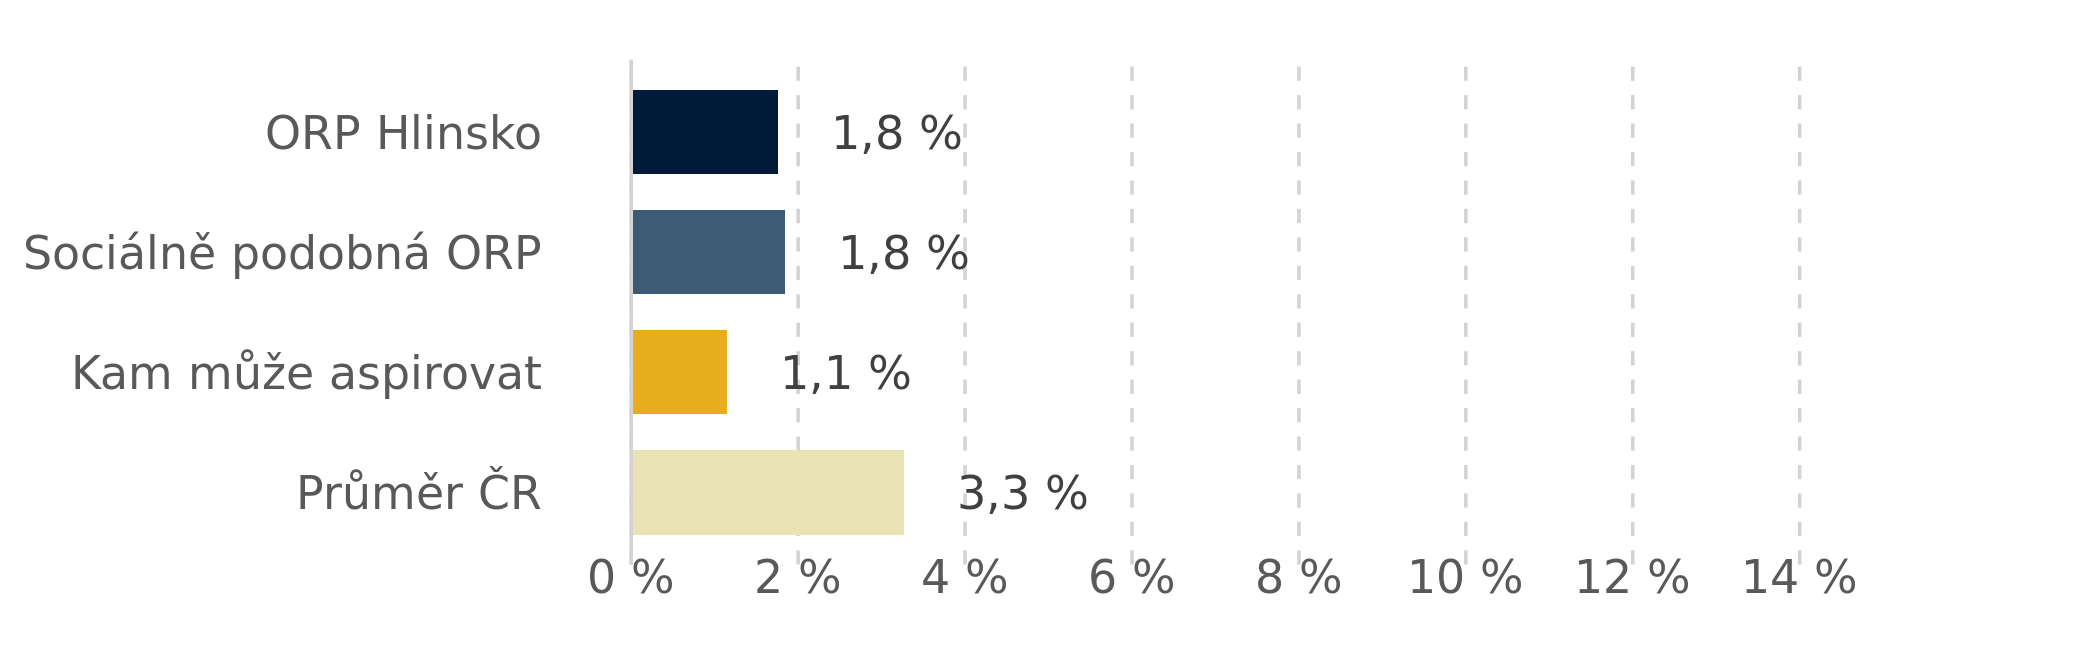 ORP Hlinsko 1,8 %
Sociálně podobná ORP 1,8 %
Kam může aspirovat 1,1 %
Průměr ČR 3,3 %
0 % 2 % 4 % 6 % 8 % 10 % 12 % 14 %